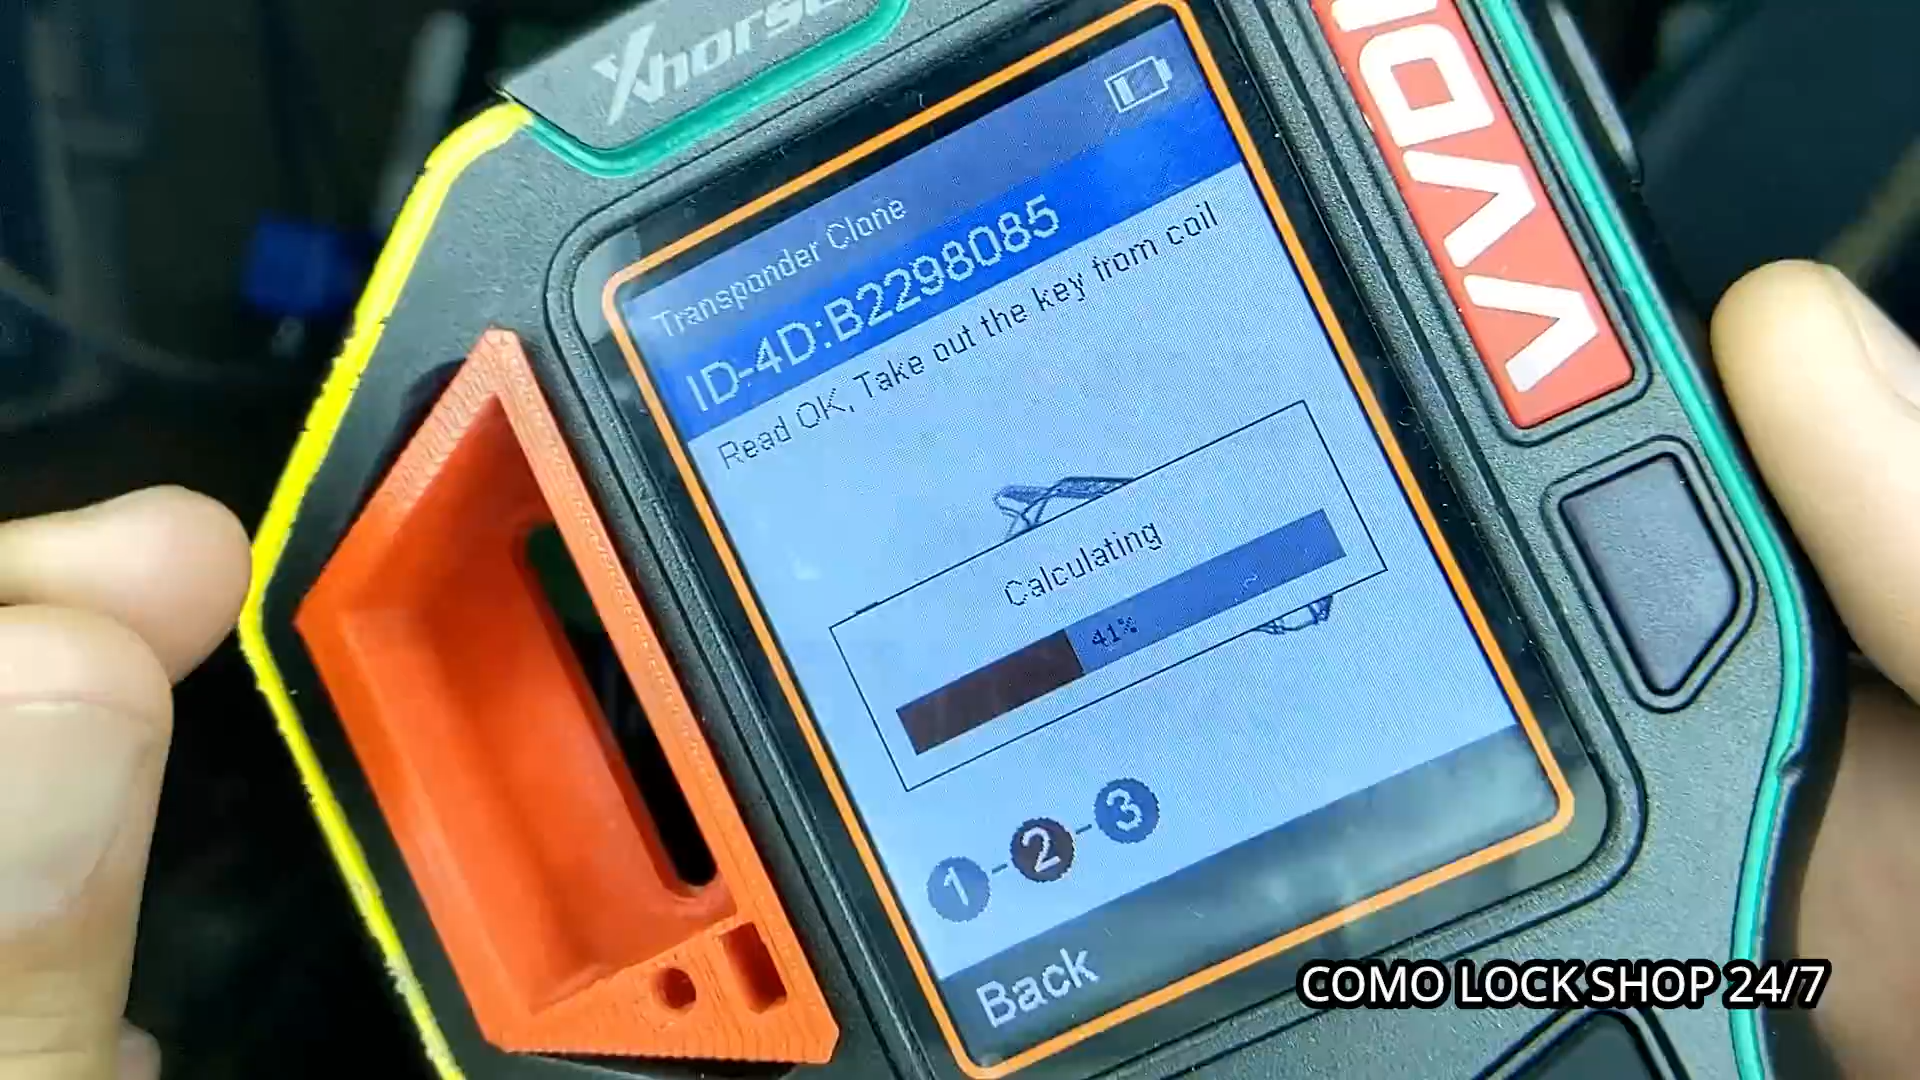 Xhorse
VVDI
Transponder Clone
ID-4D:B2298085
Read OK, Take out the key from coil
Calculating
41%
1-2-3
Back
COMO LOCK SHOP 24/7